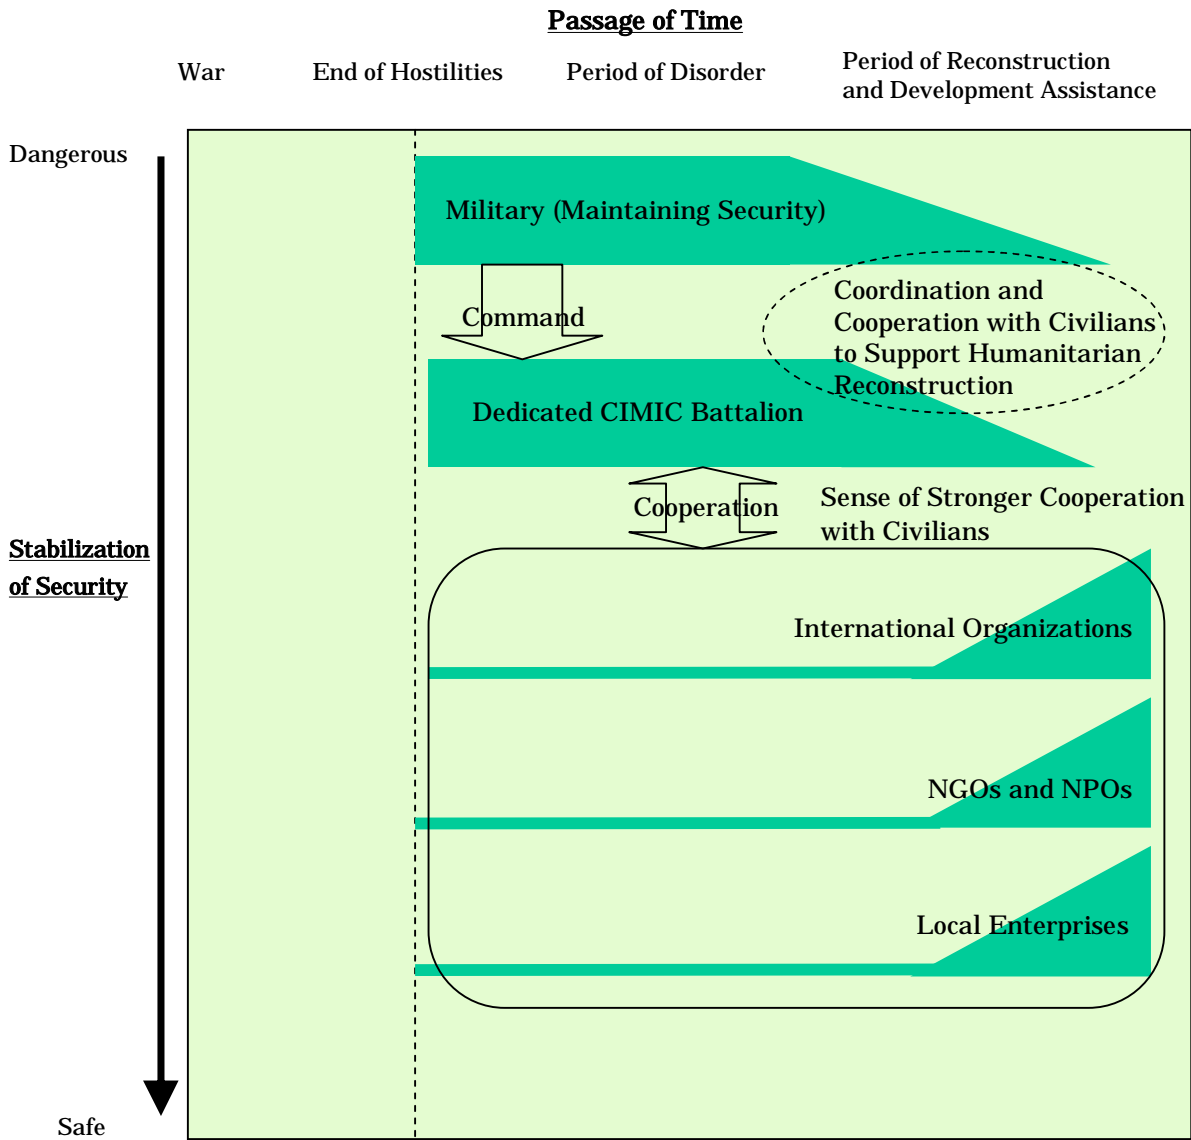 Passage of Time
War
End of Hostilities
Period of Disorder
Period of Reconstruction
and Development Assistance
Dangerous
Military (Maintaining Security)
Command
Coordination and
Cooperation with Civilians
to Support Humanitarian
Reconstruction
Dedicated CIMIC Battalion
Cooperation
Sense of Stronger Cooperation
with Civilians
Stabilization
of Security
International Organizations
NGOs and NPOs
Local Enterprises
Safe